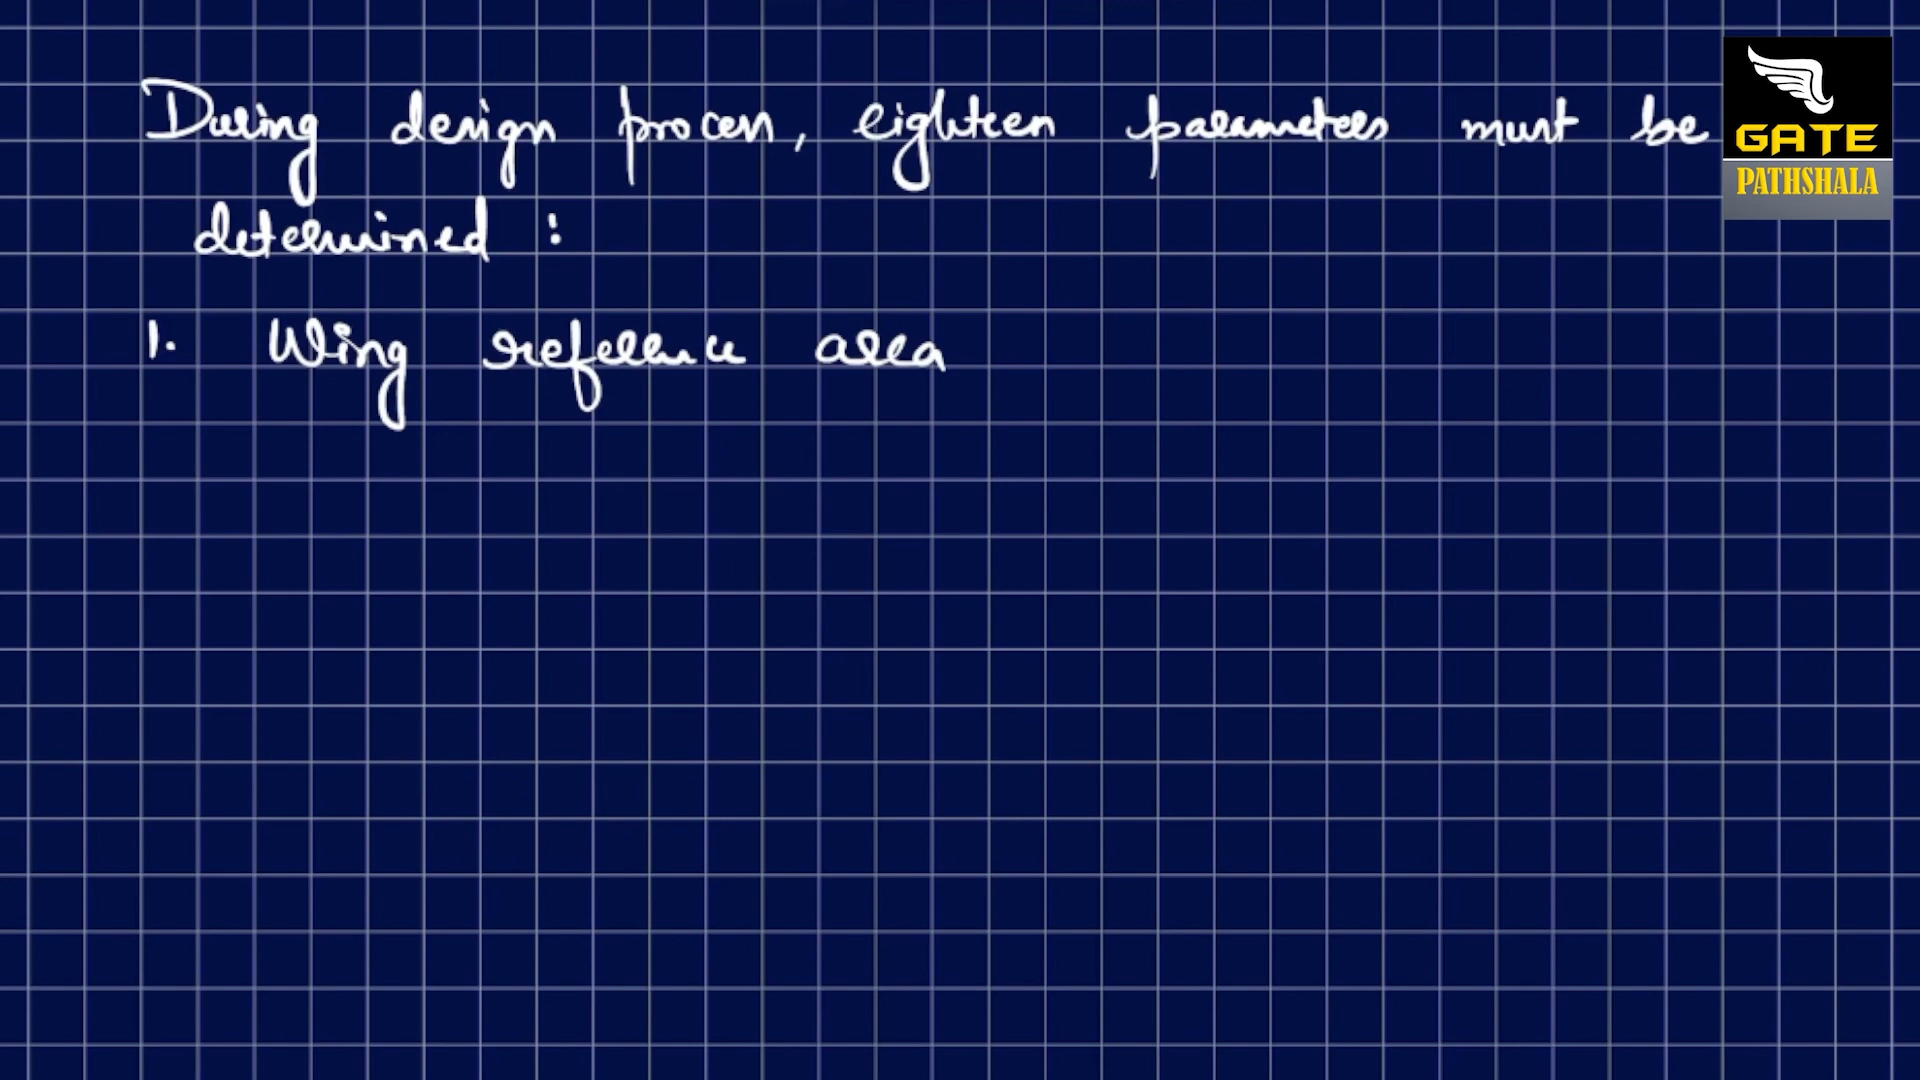 During design process, eighteen parameters must be
determined :
1. Wing reference area
GATE
PATHSHALA